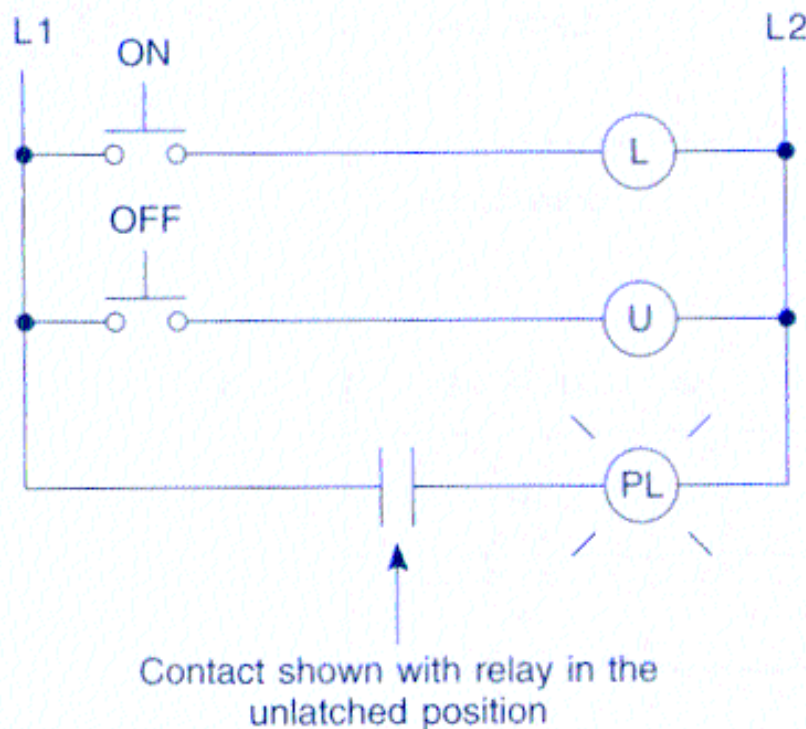 L1
L2
ON
L
OFF
U
PL
Contact shown with relay in the
unlatched position